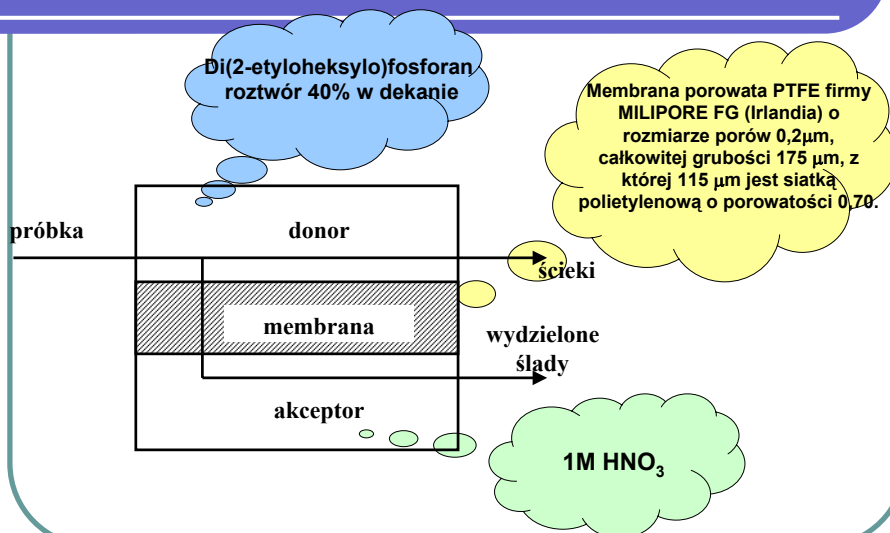 Di(2-etyloheksylo)fosforan
roztwór 40% w dekanie
Membrana porowata PTFE firmy
MILIPORE FG (Irlandia) o
rozmiarze porów 0,2μm,
całkowitej grubości 175 μm, z
której 115 μm jest siatką
polietylenową o porowatości 0,70.
próbka
donor
ścieki
membrana
wydzielone
ślady
akceptor
1M HNO₃